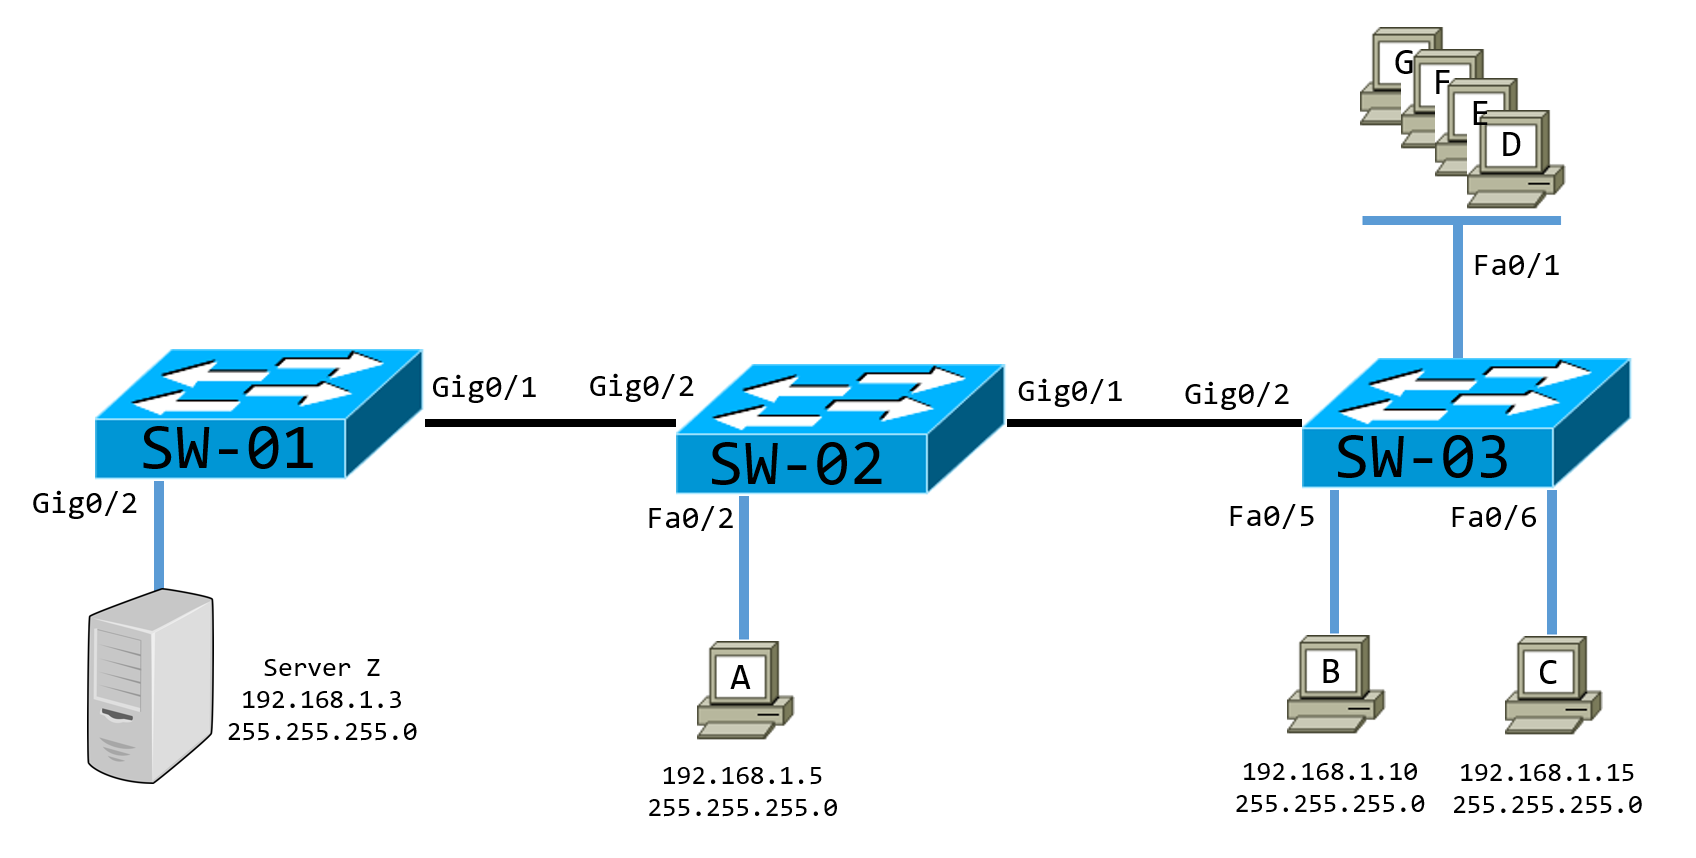 G
F
E
D
Fa0/1
Gig0/1
Gig0/2
Gig0/1
Gig0/2
SW-01
SW-02
SW-03
Gig0/2
Fa0/2
Fa0/5
Fa0/6
Server Z
192.168.1.3
255.255.255.0
A
B
C
192.168.1.5
255.255.255.0
192.168.1.10
255.255.255.0
192.168.1.15
255.255.255.0